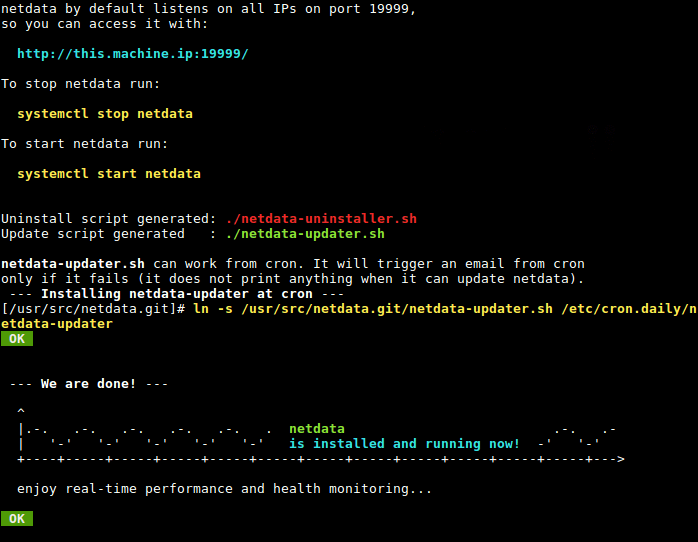 netdata by default listens on all IPs on port 19999,
so you can access it with:
http://this.machine.ip:19999/
To stop netdata run:
systemctl stop netdata
To start netdata run:
systemctl start netdata
Uninstall script generated: ./netdata-uninstaller.sh
Update script generated   : ./netdata-updater.sh
netdata-updater.sh can work from cron. It will trigger an email from cron
only if it fails (it does not print anything when it can update netdata).
 --- Installing netdata-updater at cron ---
[/usr/src/netdata.git]# ln -s /usr/src/netdata.git/netdata-updater.sh /etc/cron.daily/n
etdata-updater
 OK
 --- We are done! ---
  ^
  |.-.   .-.   .-.   .-.   .-.   .  netdata                          .-.   .-
  |   '-'   '-'   '-'   '-'   '-'   is installed and running now!  -'   '-'
  +----+-----+-----+-----+-----+-----+-----+-----+-----+-----+-----+-----+--->
  enjoy real-time performance and health monitoring...
 OK